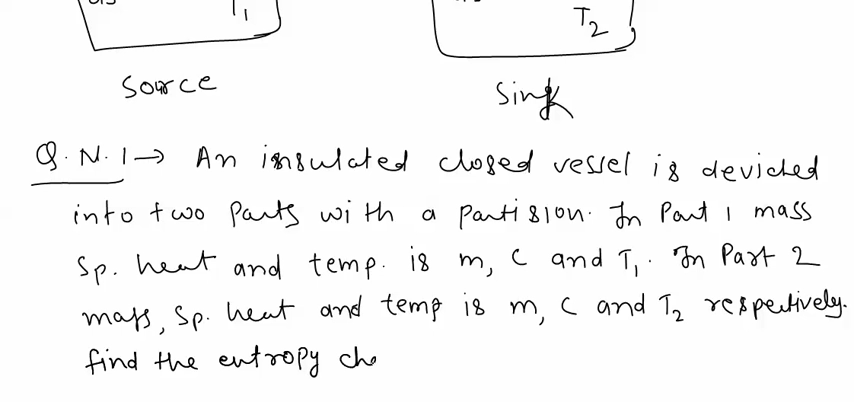 T₁
T₂
Source
Sink
Q.N.1→ An insulated closed vessel is devided
into two parts with a partision. In Part 1 mass
Sp. heat and temp. is m, C and T₁. In Part 2
mass, Sp. heat and temp is m, C and T₂ respectively.
find the entropy cha